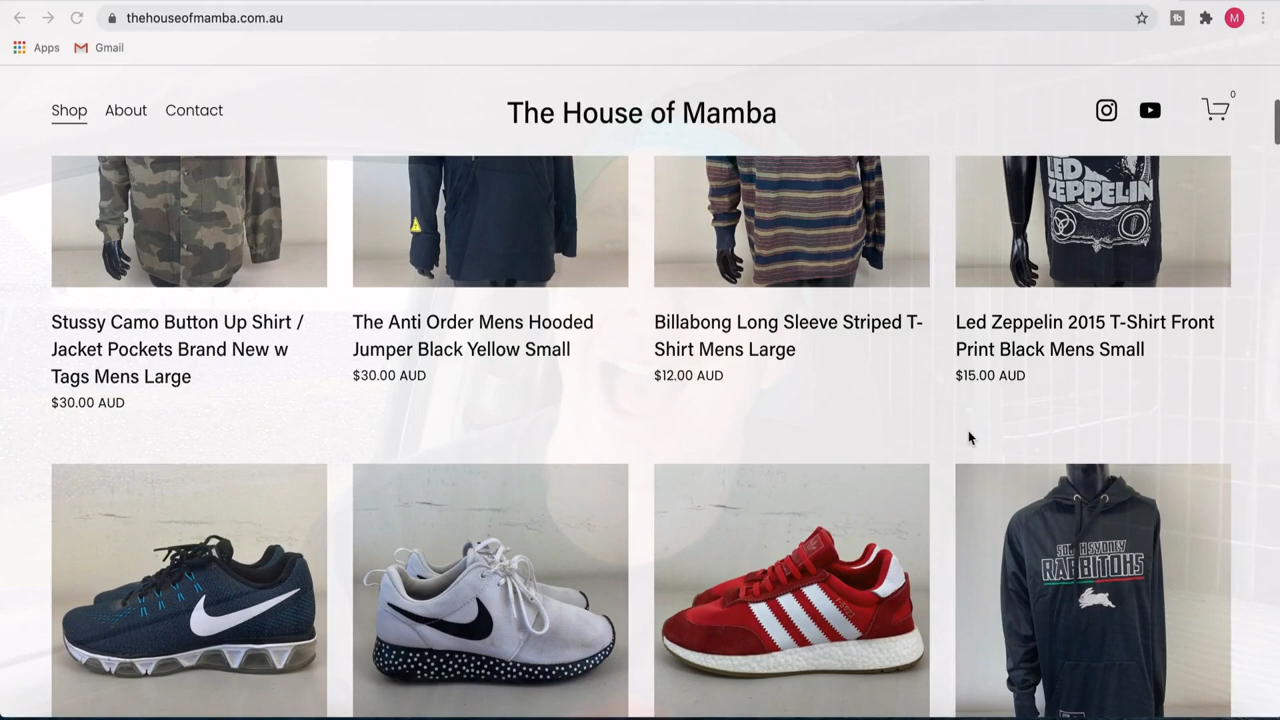 thehouseofmamba.com.au
M
Apps
Gmail
Shop
About
Contact
The House of Mamba
0
LED
ZEPPELIN
Stussy Camo Button Up Shirt /
Jacket Pockets Brand New w
Tags Mens Large
$30.00 AUD
The Anti Order Mens Hooded
Jumper Black Yellow Small
$30.00 AUD
Billabong Long Sleeve Striped T-
Shirt Mens Large
$12.00 AUD
Led Zeppelin 2015 T-Shirt Front
Print Black Mens Small
$15.00 AUD
SOUTH SYDNEY
RABBITOHS